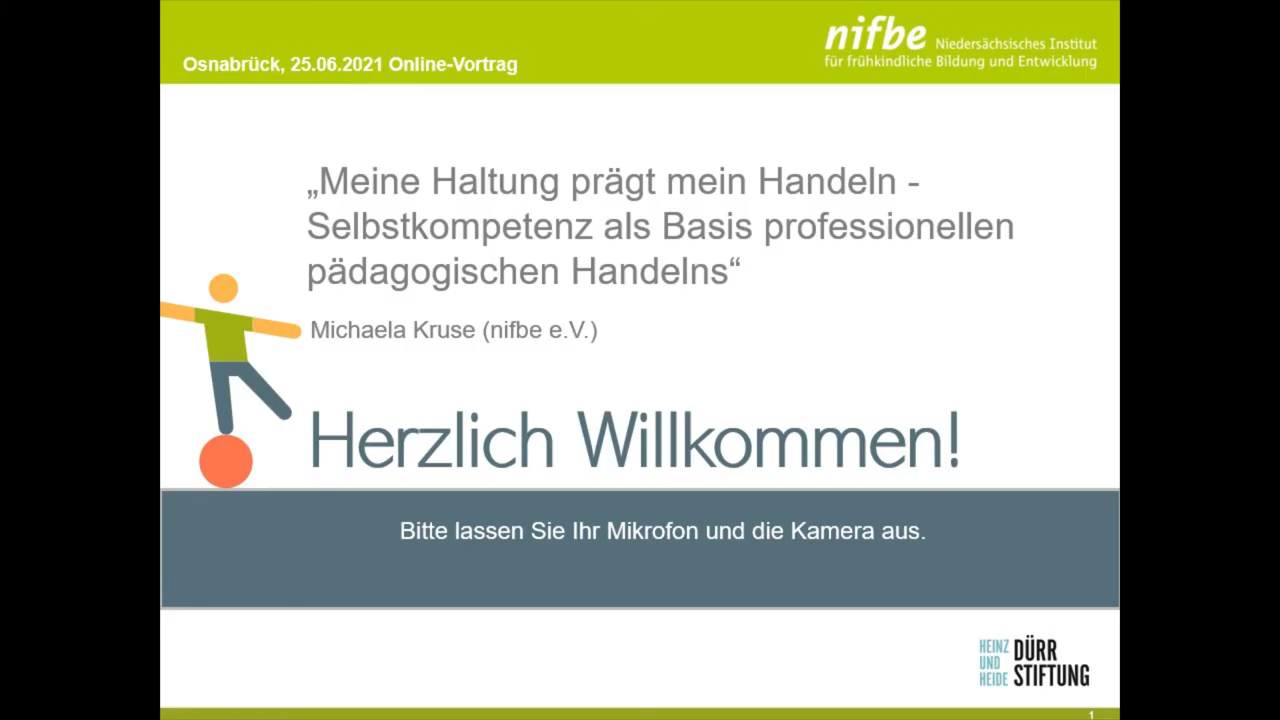 Osnabrück, 25.06.2021 Online-Vortrag
nifbe Niedersächsisches Institut
für frühkindliche Bildung und Entwicklung
„Meine Haltung prägt mein Handeln -
Selbstkompetenz als Basis professionellen
pädagogischen Handelns“
Michaela Kruse (nifbe e.V.)
Herzlich Willkommen!
Bitte lassen Sie Ihr Mikrofon und die Kamera aus.
HEINZ UND HEIDE
DÜRR STIFTUNG
1